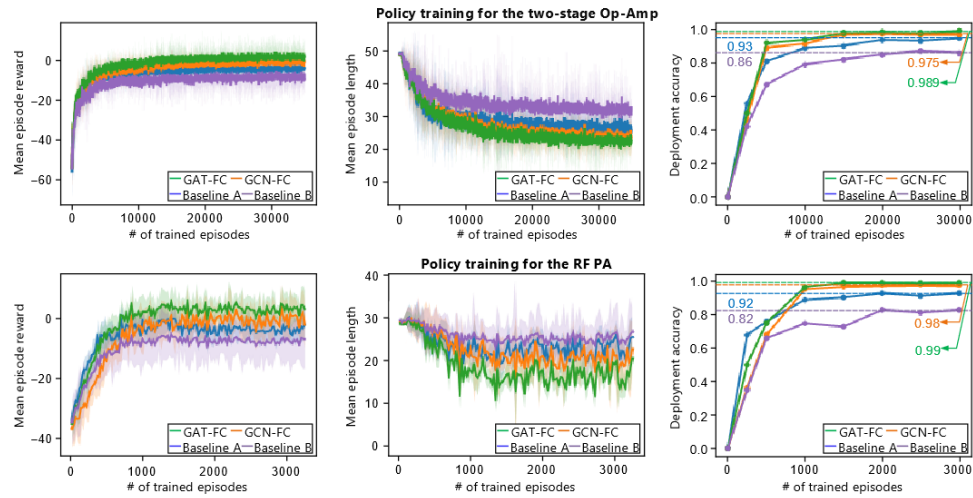 Policy training for the two-stage Op-Amp
Mean episode reward
0
−20
−40
−60
0
10000
20000
30000
# of trained episodes
GAT-FC
GCN-FC
Baseline A
Baseline B
Mean episode length
50
40
30
20
10
0
10000
20000
30000
# of trained episodes
GAT-FC
GCN-FC
Baseline A
Baseline B
Deployment accuracy
1.0
0.8
0.6
0.4
0.2
0.0
0.93
0.86
0.975
0.989
0
10000
20000
30000
# of trained episodes
GAT-FC
GCN-FC
Baseline A
Baseline B
Policy training for the RF PA
Mean episode reward
0
−20
−40
0
1000
2000
3000
# of trained episodes
GAT-FC
GCN-FC
Baseline A
Baseline B
Mean episode length
40
30
20
10
0
0
1000
2000
3000
# of trained episodes
GAT-FC
GCN-FC
Baseline A
Baseline B
Deployment accuracy
1.0
0.8
0.6
0.4
0.2
0.0
0.92
0.82
0.98
0.99
0
1000
2000
3000
# of trained episodes
GAT-FC
GCN-FC
Baseline A
Baseline B